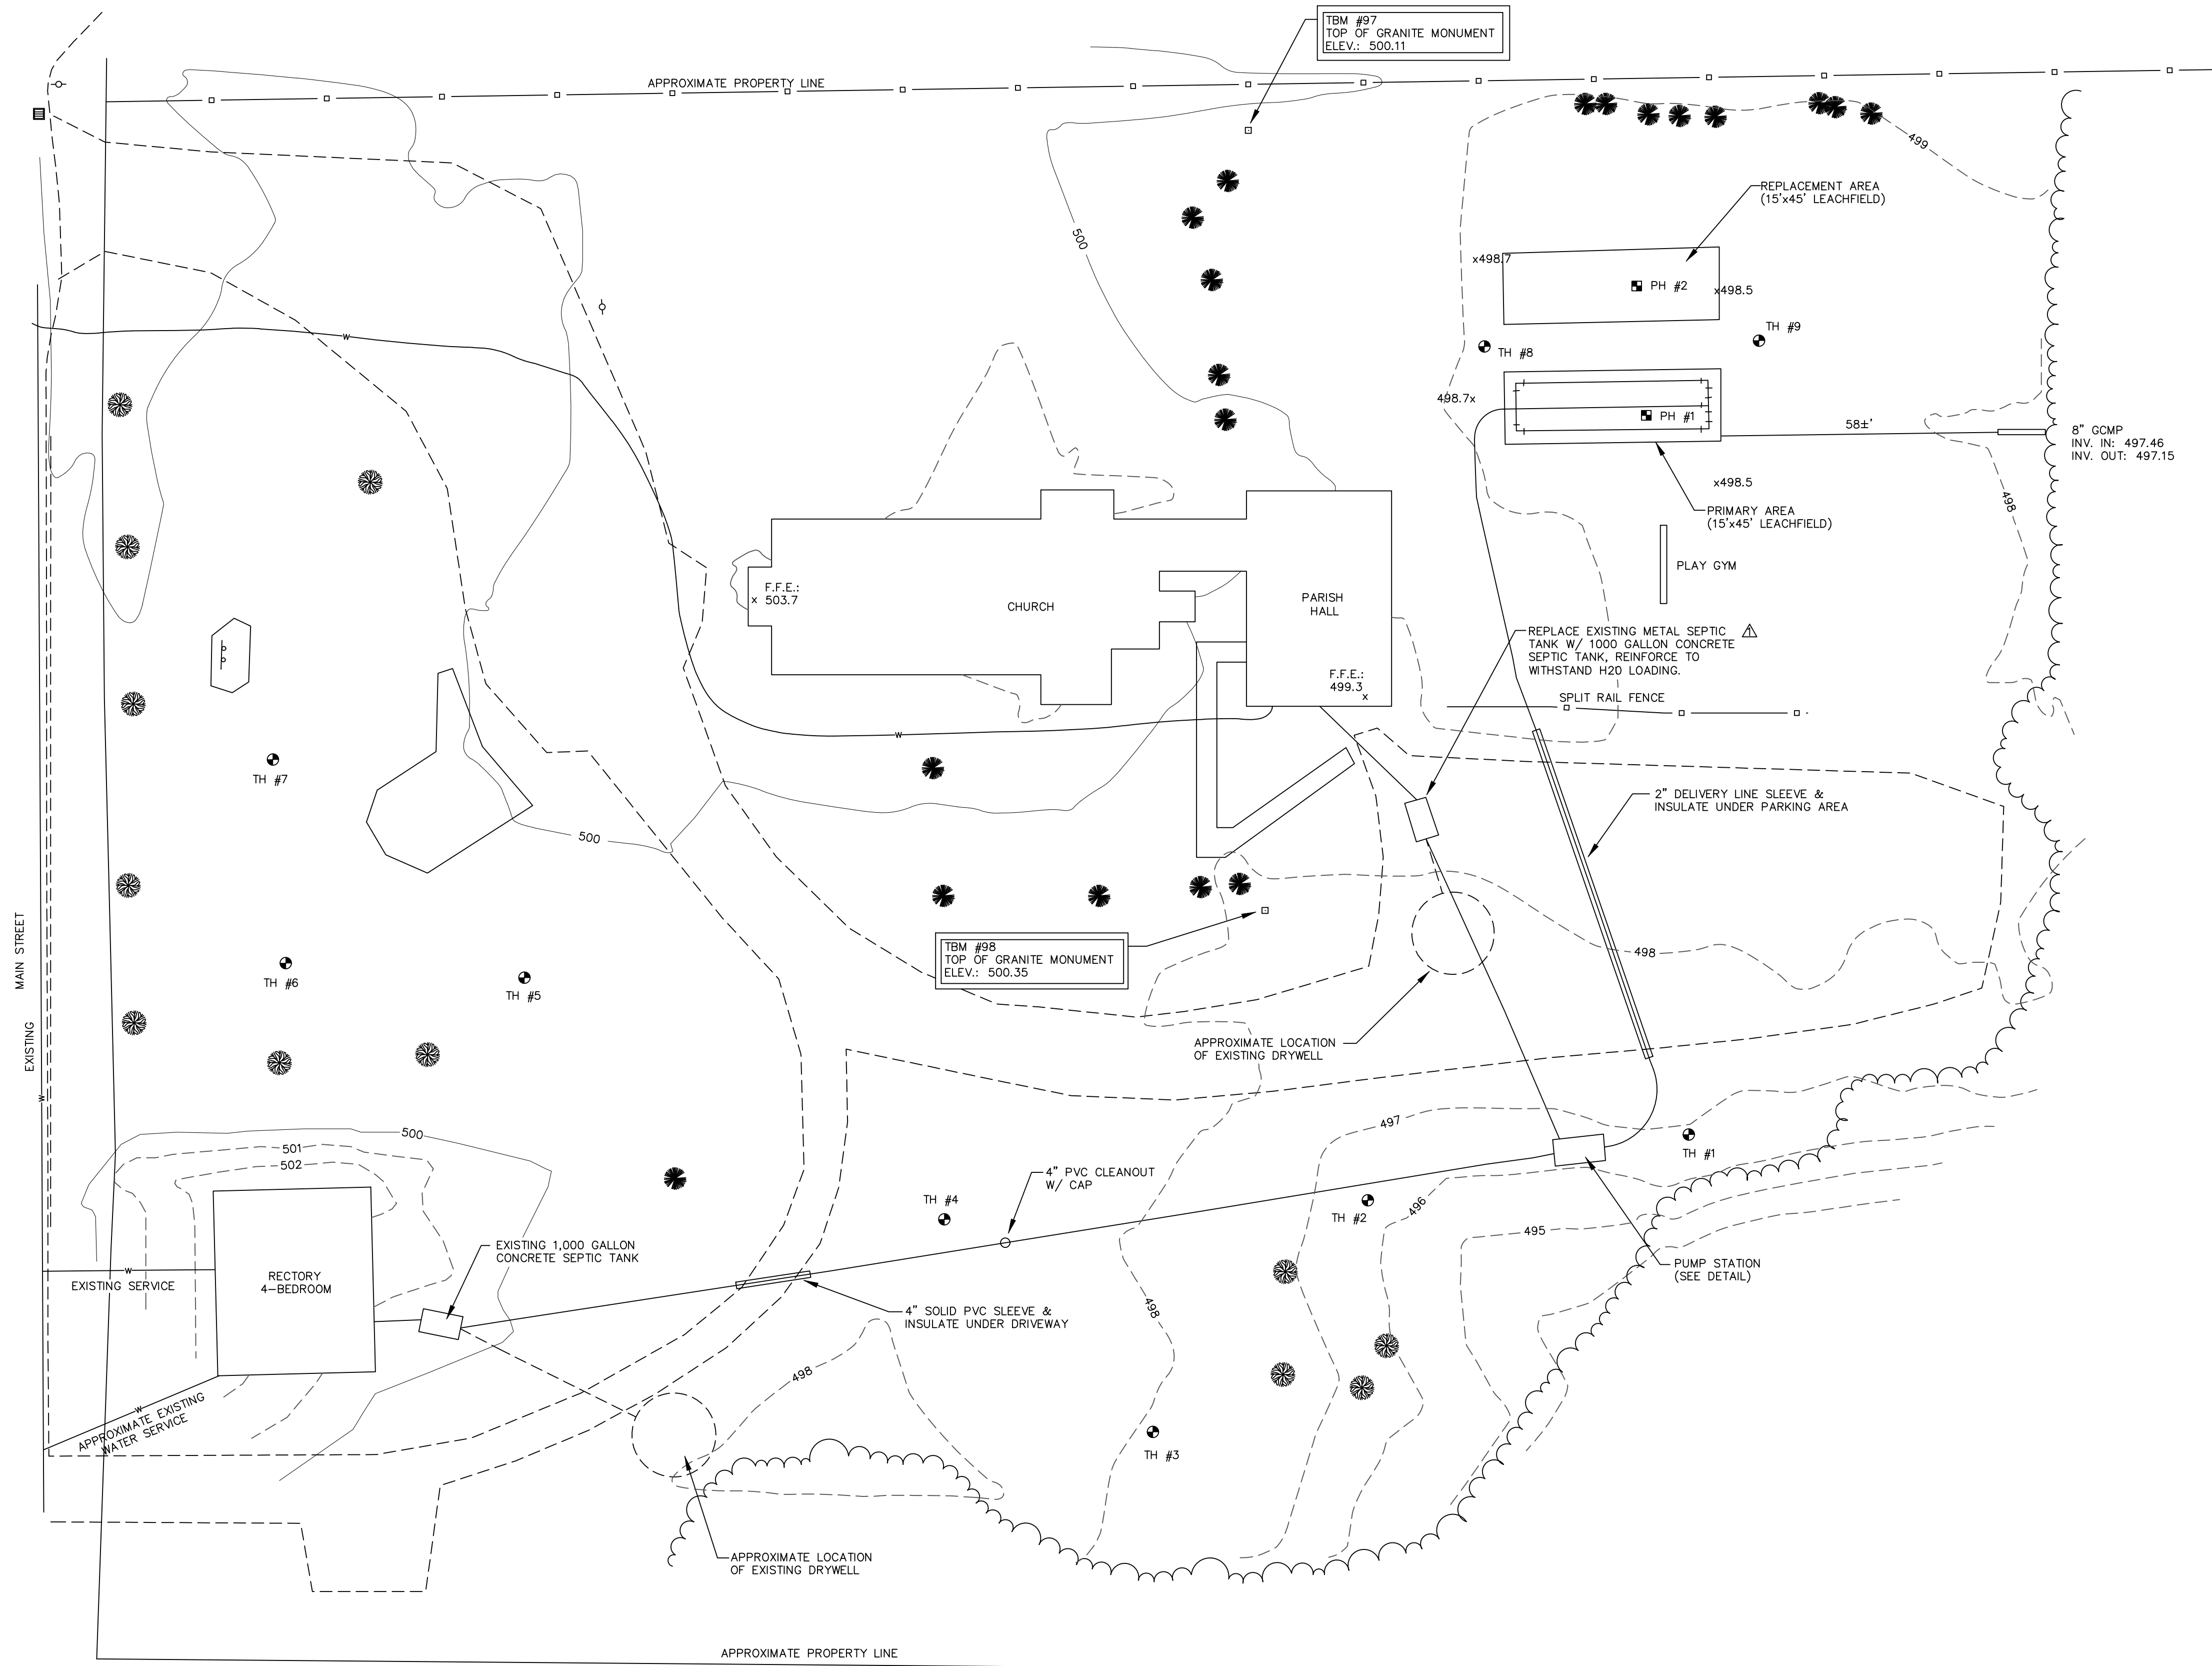 TBM #97
TOP OF GRANITE MONUMENT
ELEV.: 500.11
APPROXIMATE PROPERTY LINE
499
REPLACEMENT AREA
(15'x45' LEACHFIELD)
500
x498.7
PH #2
x498.5
TH #9
TH #8
W
498.7x
PH #1
58±'
8" GCMP
INV. IN: 497.46
INV. OUT: 497.15
x498.5
498
PRIMARY AREA
(15'x45' LEACHFIELD)
PLAY GYM
F.F.E.:
x 503.7
CHURCH
PARISH
HALL
REPLACE EXISTING METAL SEPTIC
TANK W/ 1000 GALLON CONCRETE
SEPTIC TANK, REINFORCE TO
WITHSTAND H20 LOADING.
1
F.F.E.:
499.3
x
SPLIT RAIL FENCE
W
TH #7
2" DELIVERY LINE SLEEVE &
INSULATE UNDER PARKING AREA
500
MAIN STREET
EXISTING
TBM #98
TOP OF GRANITE MONUMENT
ELEV.: 500.35
498
TH #6
TH #5
APPROXIMATE LOCATION
OF EXISTING DRYWELL
W
497
500
501
502
TH #1
4" PVC CLEANOUT
W/ CAP
TH #4
TH #2
496
495
EXISTING 1,000 GALLON
CONCRETE SEPTIC TANK
W
EXISTING SERVICE
RECTORY
4-BEDROOM
PUMP STATION
(SEE DETAIL)
4" SOLID PVC SLEEVE &
INSULATE UNDER DRIVEWAY
498
498
W
APPROXIMATE EXISTING
WATER SERVICE
TH #3
APPROXIMATE LOCATION
OF EXISTING DRYWELL
APPROXIMATE PROPERTY LINE